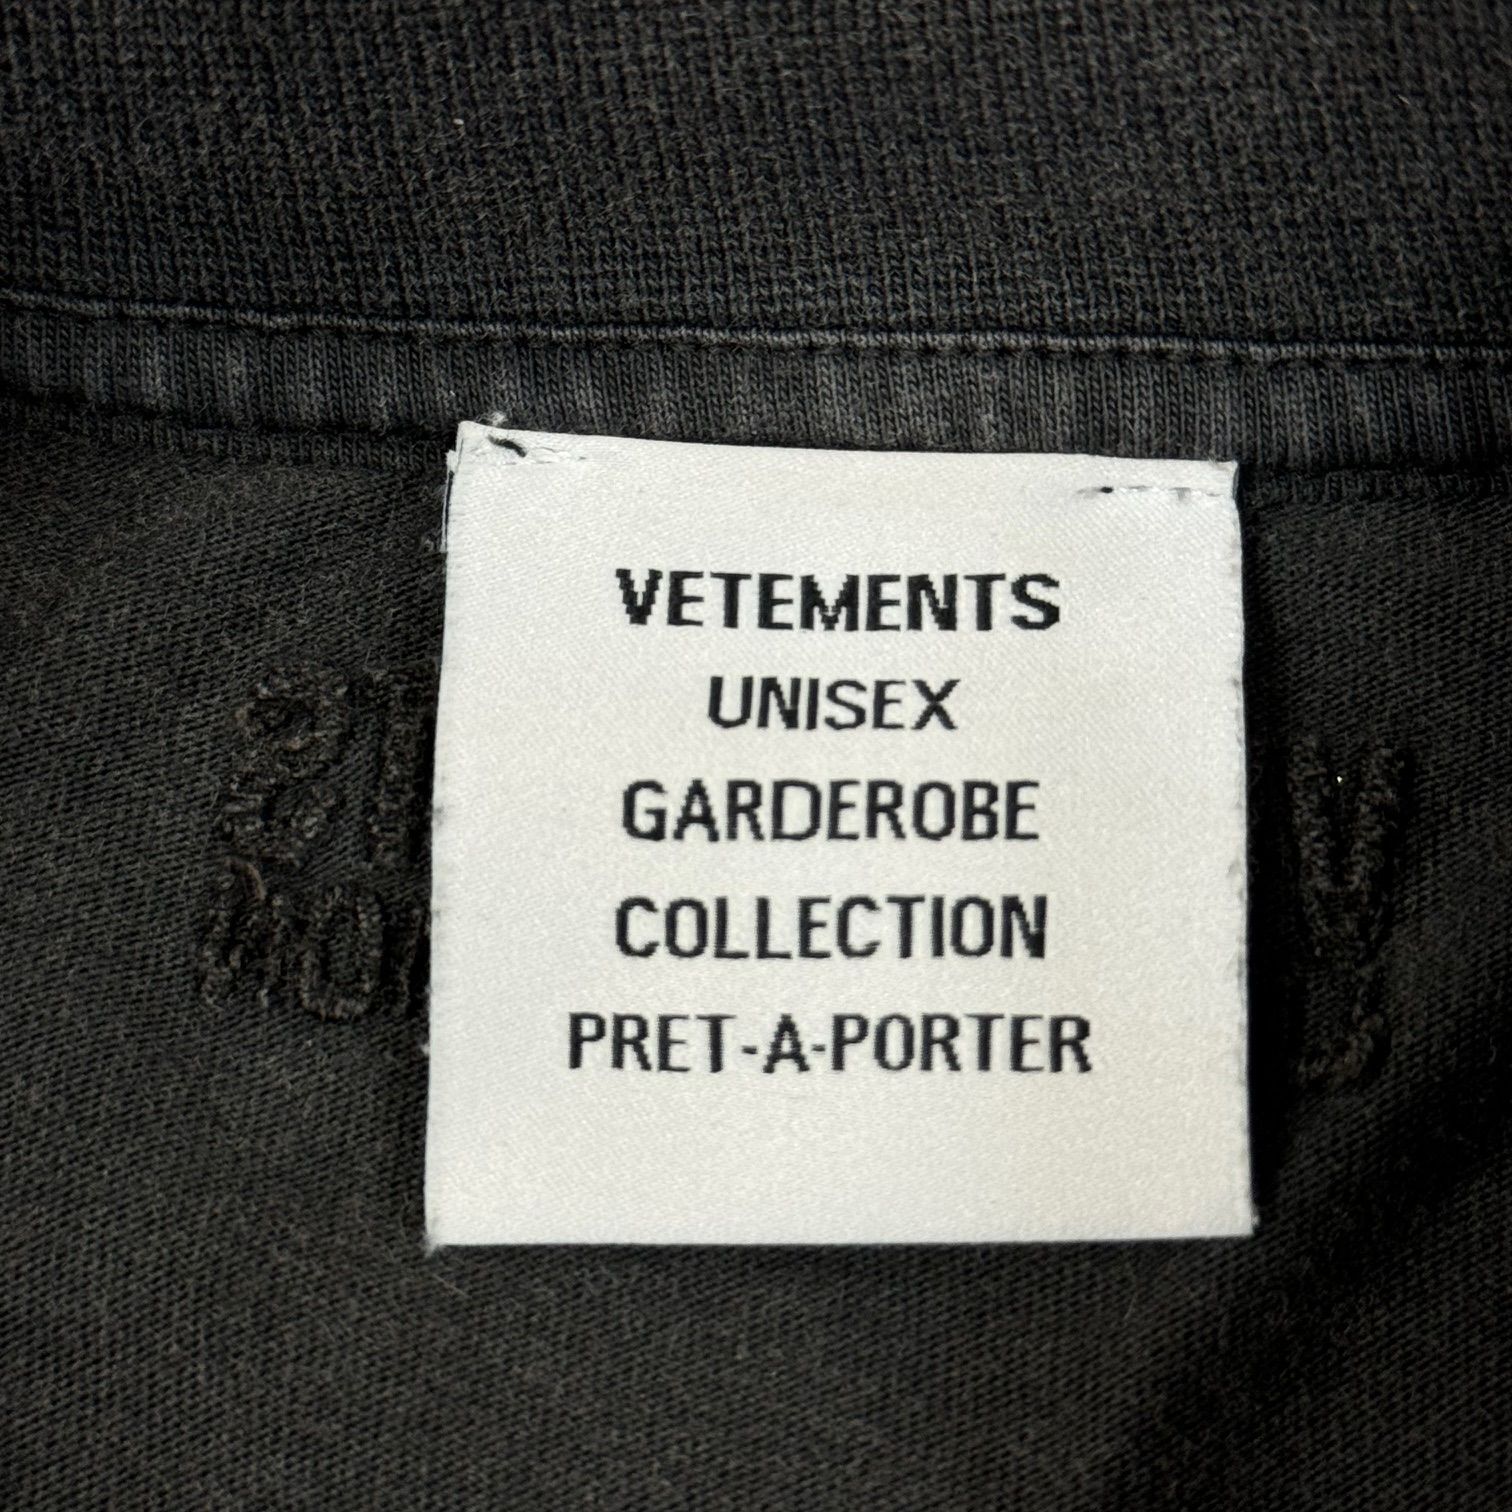 VETEMENTS
UNISEX
GARDEROBE
COLLECTION
PRET-A-PORTER